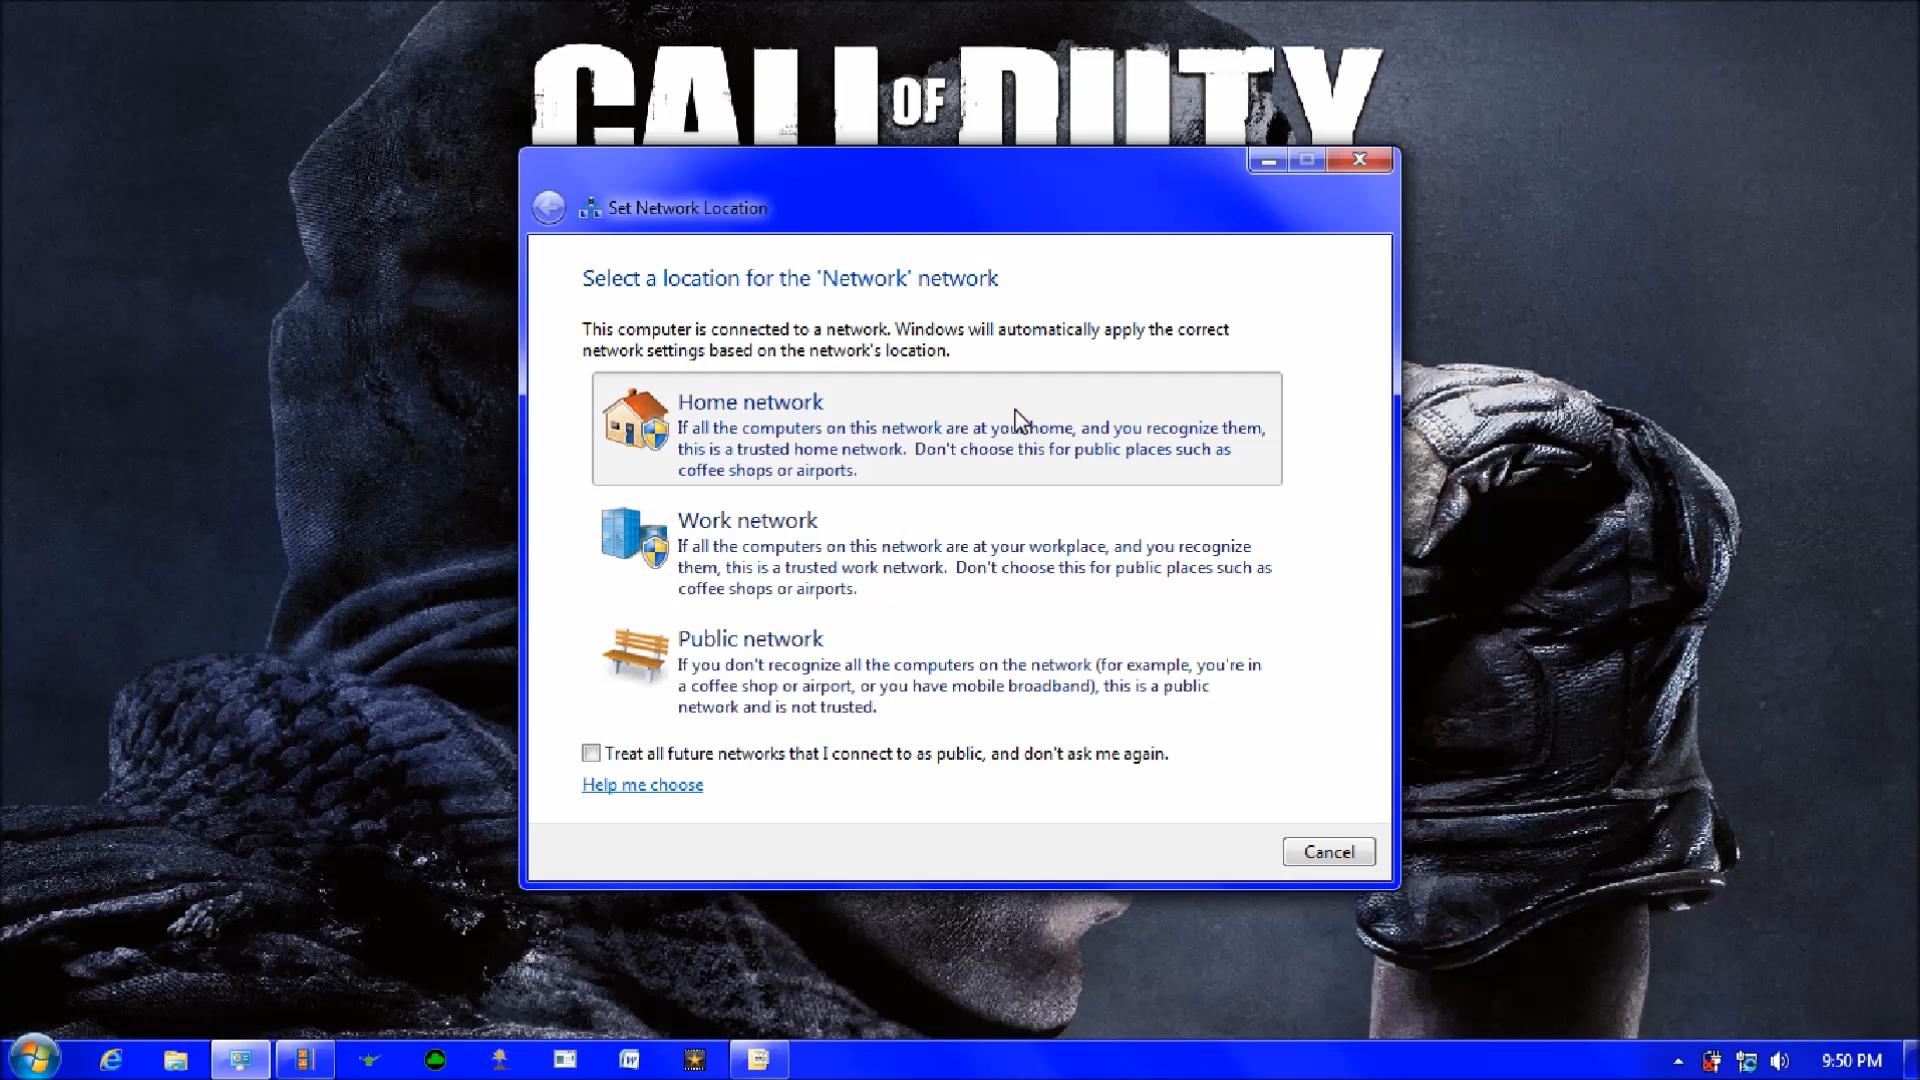 CALL OF DUTY
Set Network Location
Select a location for the 'Network' network
This computer is connected to a network. Windows will automatically apply the correct
network settings based on the network's location.
Home network
If all the computers on this network are at your home, and you recognize them,
this is a trusted home network.  Don't choose this for public places such as
coffee shops or airports.
Work network
If all the computers on this network are at your workplace, and you recognize
them, this is a trusted work network.  Don't choose this for public places such as
coffee shops or airports.
Public network
If you don't recognize all the computers on the network (for example, you're in
a coffee shop or airport, or you have mobile broadband), this is a public
network and is not trusted.
Treat all future networks that I connect to as public, and don't ask me again.
Help me choose
Cancel
9:50 PM